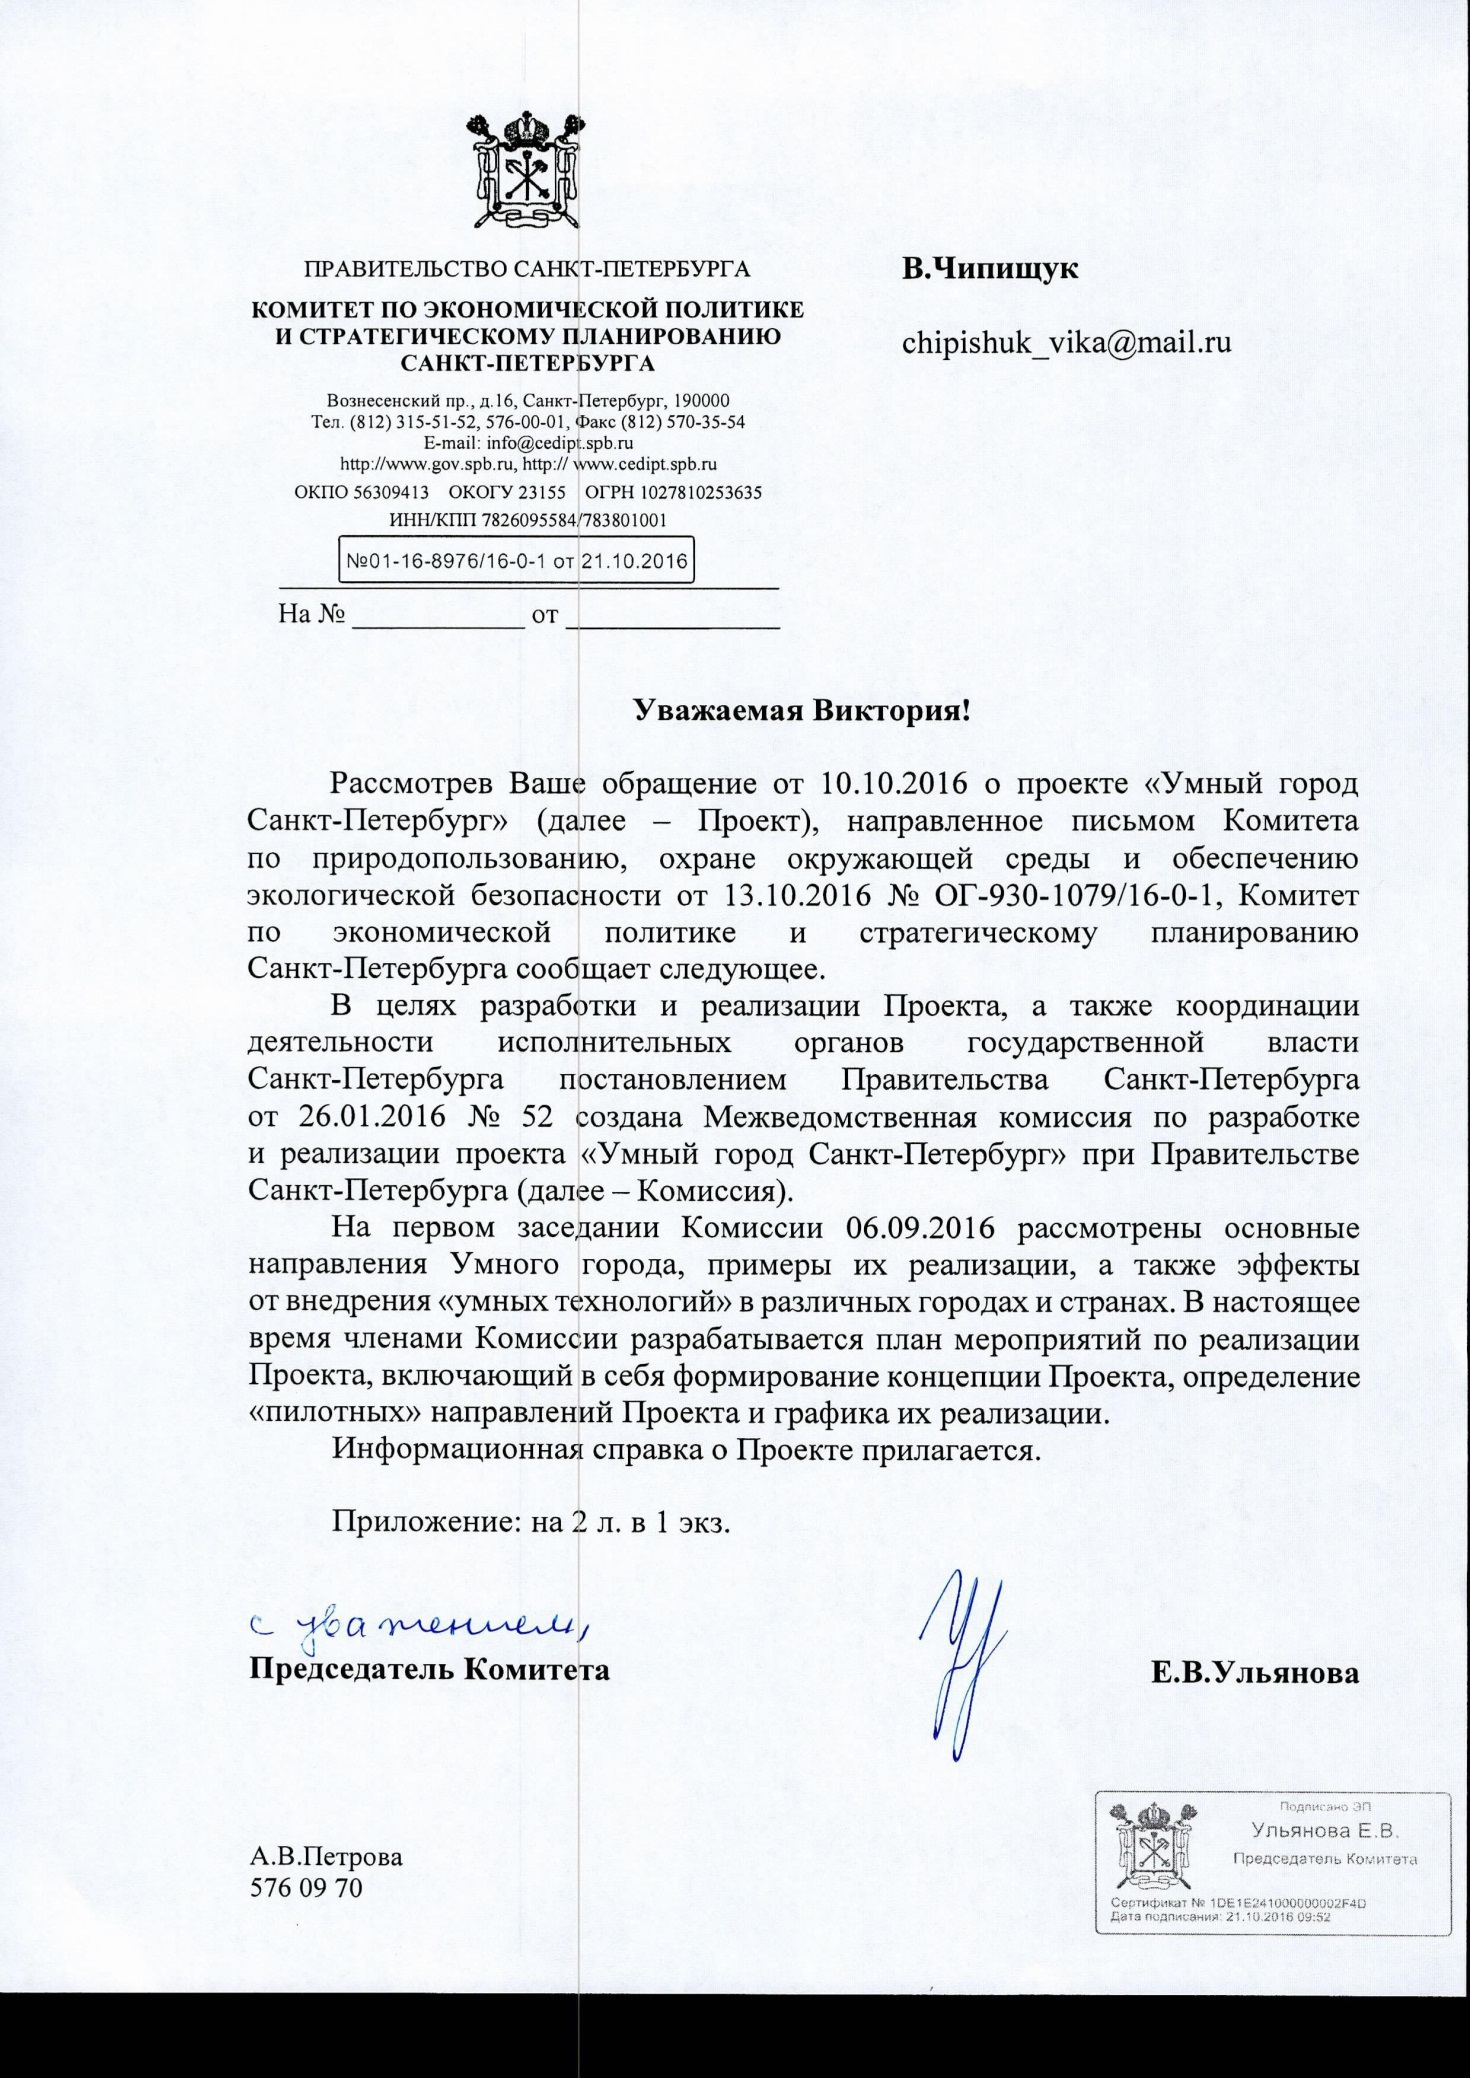 ПРАВИТЕЛЬСТВО САНКТ-ПЕТЕРБУРГА
КОМИТЕТ ПО ЭКОНОМИЧЕСКОЙ ПОЛИТИКЕ
И СТРАТЕГИЧЕСКОМУ ПЛАНИРОВАНИЮ
САНКТ-ПЕТЕРБУРГА
Вознесенский пр., д.16, Санкт-Петербург, 190000
Тел. (812) 315-51-52, 576-00-01, Факс (812) 570-35-54
E-mail: info@cedipt.spb.ru
http://www.gov.spb.ru, http:// www.cedipt.spb.ru
ОКПО 56309413 ОКОГУ 23155 ОГРН 1027810253635
ИНН/КПП 7826095584/783801001
№01-16-8976/16-0-1 от 21.10.2016
На № ____________ от _______________
В.Чипищук
chipishuk_vika@mail.ru
Уважаемая Виктория!
Рассмотрев Ваше обращение от 10.10.2016 о проекте «Умный город
Санкт-Петербург» (далее – Проект), направленное письмом Комитета
по природопользованию, охране окружающей среды и обеспечению
экологической безопасности от 13.10.2016 № ОГ-930-1079/16-0-1, Комитет
по экономической политике и стратегическому планированию
Санкт-Петербурга сообщает следующее.
В целях разработки и реализации Проекта, а также координации
деятельности исполнительных органов государственной власти
Санкт-Петербурга постановлением Правительства Санкт-Петербурга
от 26.01.2016 № 52 создана Межведомственная комиссия по разработке
и реализации проекта «Умный город Санкт-Петербург» при Правительстве
Санкт-Петербурга (далее – Комиссия).
На первом заседании Комиссии 06.09.2016 рассмотрены основные
направления Умного города, примеры их реализации, а также эффекты
от внедрения «умных технологий» в различных городах и странах. В настоящее
время членами Комиссии разрабатывается план мероприятий по реализации
Проекта, включающий в себя формирование концепции Проекта, определение
«пилотных» направлений Проекта и графика их реализации.
Информационная справка о Проекте прилагается.
Приложение: на 2 л. в 1 экз.
с уважением,
Председатель Комитета
Е.В.Ульянова
А.В.Петрова
576 09 70
Подписано ЭП
Ульянова Е.В.
Председатель Комитета
Сертификат № 1DE1E241000000002F4D
Дата подписания: 21.10.2016 09:52